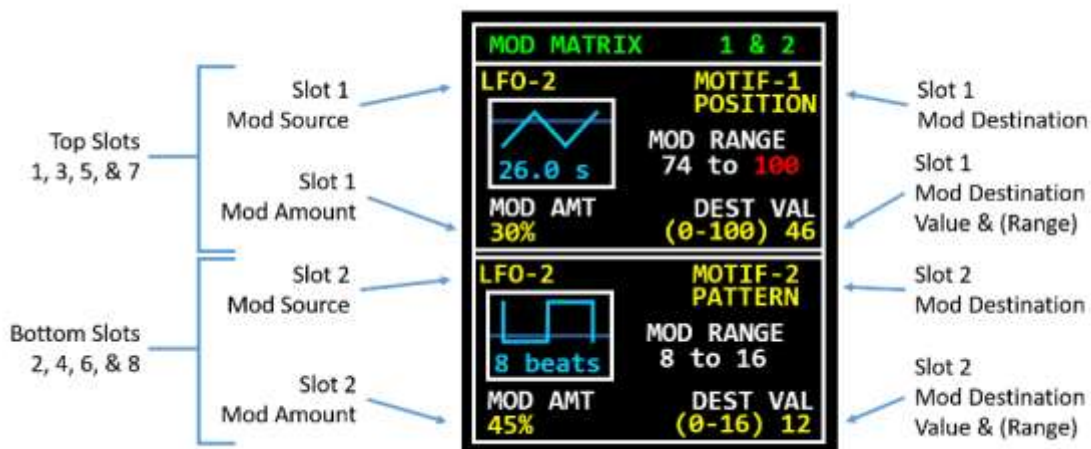 MOD MATRIX 1 & 2
LFO-2
MOTIF-1
POSITION
26.0 s
MOD RANGE
74 to 100
MOD AMT
30%
DEST VAL
(0-100) 46
LFO-2
MOTIF-2
PATTERN
8 beats
MOD RANGE
8 to 16
MOD AMT
45%
DEST VAL
(0-16) 12
Top Slots
1, 3, 5, & 7
Slot 1
Mod Source
Slot 1
Mod Amount
Bottom Slots
2, 4, 6, & 8
Slot 2
Mod Source
Slot 2
Mod Amount
Slot 1
Mod Destination
Slot 1
Mod Destination
Value & (Range)
Slot 2
Mod Destination
Slot 2
Mod Destination
Value & (Range)